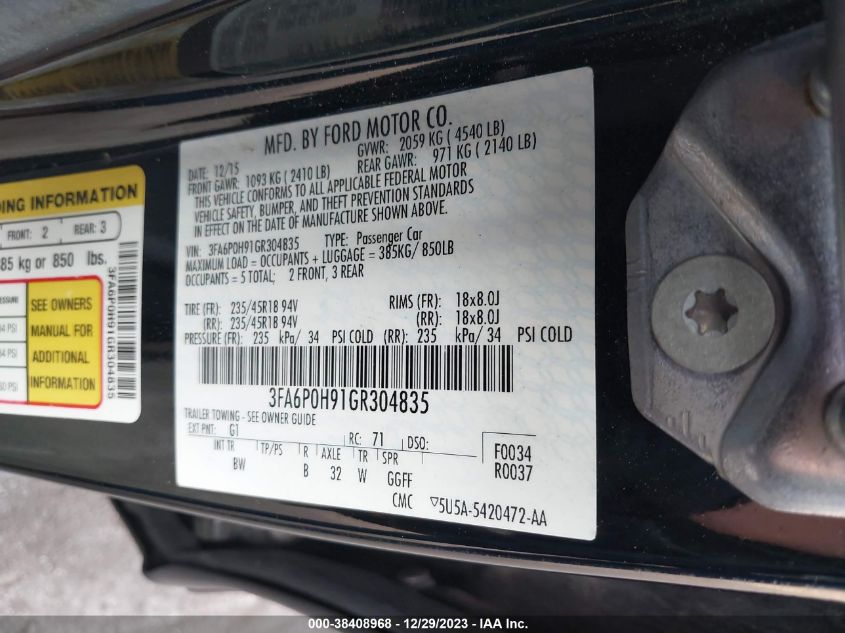 DING INFORMATION
FRONT: 2 REAR: 3
85 kg or 850 lbs.
SEE OWNERS
MANUAL FOR
ADDITIONAL
INFORMATION
3FA6P0H91GR304835
MFD. BY FORD MOTOR CO.
DATE: 12/15 GVWR: 2059 KG ( 4540 LB)
FRONT GAWR: 1093 KG ( 2410 LB) REAR GAWR: 971 KG ( 2140 LB)
THIS VEHICLE CONFORMS TO ALL APPLICABLE FEDERAL MOTOR
VEHICLE SAFETY, BUMPER, AND THEFT PREVENTION STANDARDS
IN EFFECT ON THE DATE OF MANUFACTURE SHOWN ABOVE.
VIN: 3FA6P0H91GR304835 TYPE: Passenger Car
MAXIMUM LOAD = OCCUPANTS + LUGGAGE = 385KG/ 850LB
OCCUPANTS = 5 TOTAL; 2 FRONT, 3 REAR
TIRE (FR): 235/45R18 94V RIMS (FR): 18x8.0J
(RR): 235/45R18 94V (RR): 18x8.0J
PRESSURE (FR): 235 kPa/ 34 PSI COLD (RR): 235 kPa/ 34 PSI COLD
3FA6P0H91GR304835
TRAILER TOWING - SEE OWNER GUIDE
EXT PNT: G1 RC: 71 DSO: F0034
INT TR TP/PS R AXLE TR SPR R0037
BW B 32 W GGFF
CMC ▽5U5A-5420472-AA
000-38408968 - 12/29/2023 - IAA Inc.